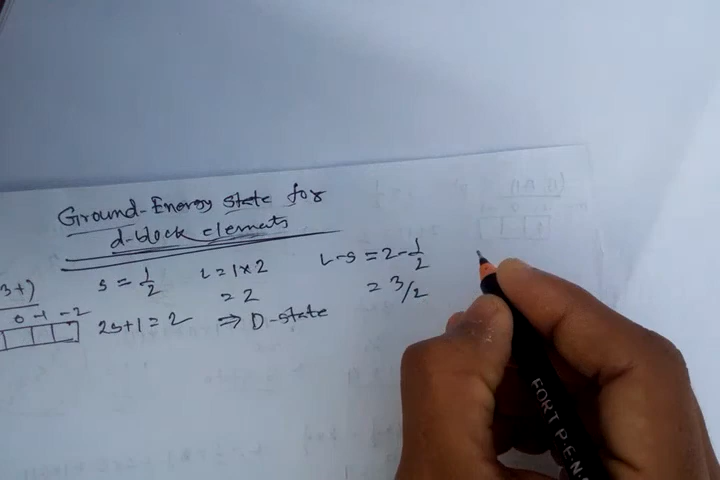 Ground-Energy state for
d-block elements
3+)
0 -1 -2
s = 1/2
2s+1 = 2
L = 1×2
= 2
⇒ D-state
L-s = 2-1/2
= 3/2
FORT P-E-N